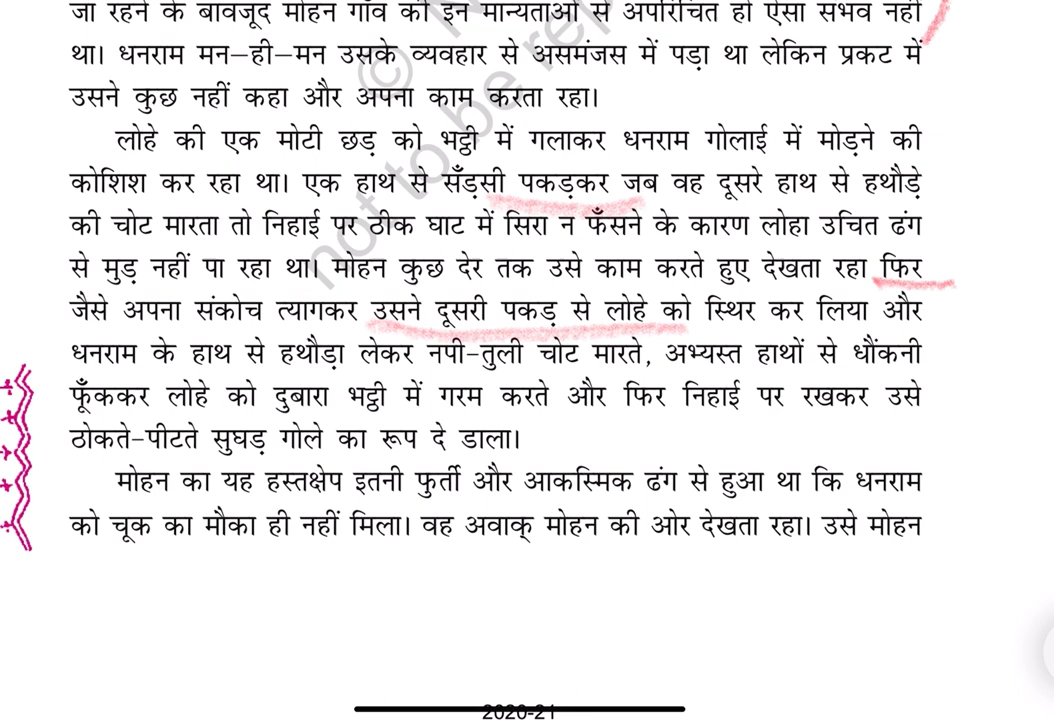 जा रहने के बावजूद मोहन गाँव की इन मान्यताओं से अपरिचित हो ऐसा संभव नहीं
था। धनराम मन-ही-मन उसके व्यवहार से असमंजस में पड़ा था लेकिन प्रकट में
उसने कुछ नहीं कहा और अपना काम करता रहा।
लोहे की एक मोटी छड़ को भट्ठी में गलाकर धनराम गोलाई में मोड़ने की
कोशिश कर रहा था। एक हाथ से सँड़सी पकड़कर जब वह दूसरे हाथ से हथौड़े
की चोट मारता तो निहाई पर ठीक घाट में सिरा न फँसने के कारण लोहा उचित ढंग
से मुड़ नहीं पा रहा था। मोहन कुछ देर तक उसे काम करते हुए देखता रहा फिर
जैसे अपना संकोच त्यागकर उसने दूसरी पकड़ से लोहे को स्थिर कर लिया और
धनराम के हाथ से हथौड़ा लेकर नपी-तुली चोट मारते, अभ्यस्त हाथों से धौंकनी
फूँककर लोहे को दुबारा भट्ठी में गरम करते और फिर निहाई पर रखकर उसे
ठोकते-पीटते सुघड़ गोले का रूप दे डाला।
मोहन का यह हस्तक्षेप इतनी फुर्ती और आकस्मिक ढंग से हुआ था कि धनराम
को चूक का मौका ही नहीं मिला। वह अवाक् मोहन की ओर देखता रहा। उसे मोहन
2020-21
© N
not to be rep